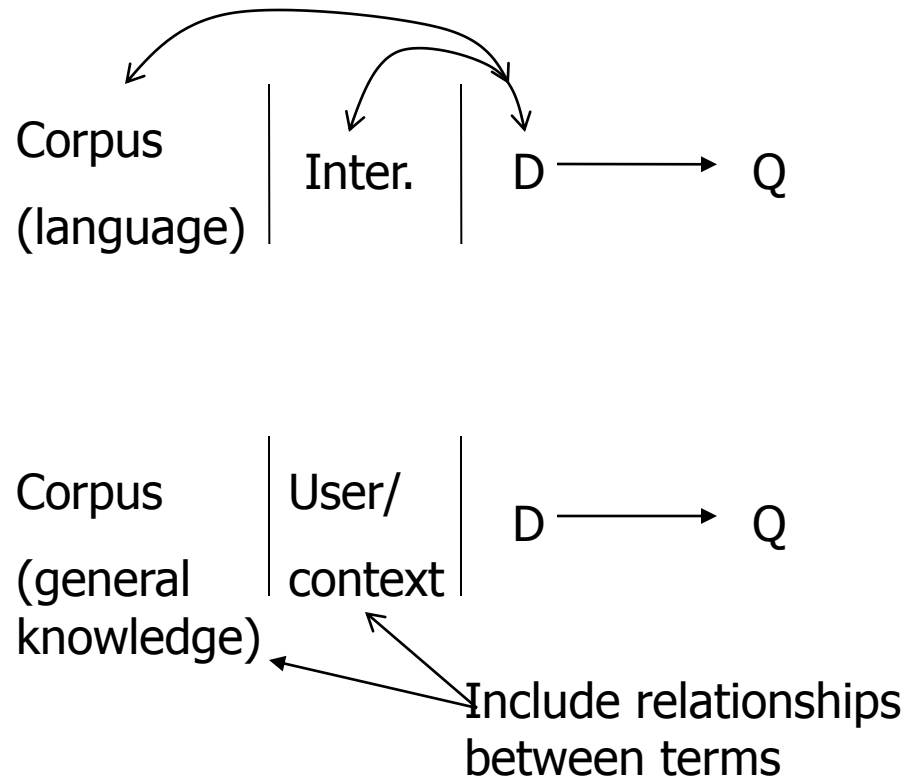 Corpus
(language)
Inter.
D
Q
Corpus
(general
knowledge)
User/
context
D
Q
Include relationships
between terms